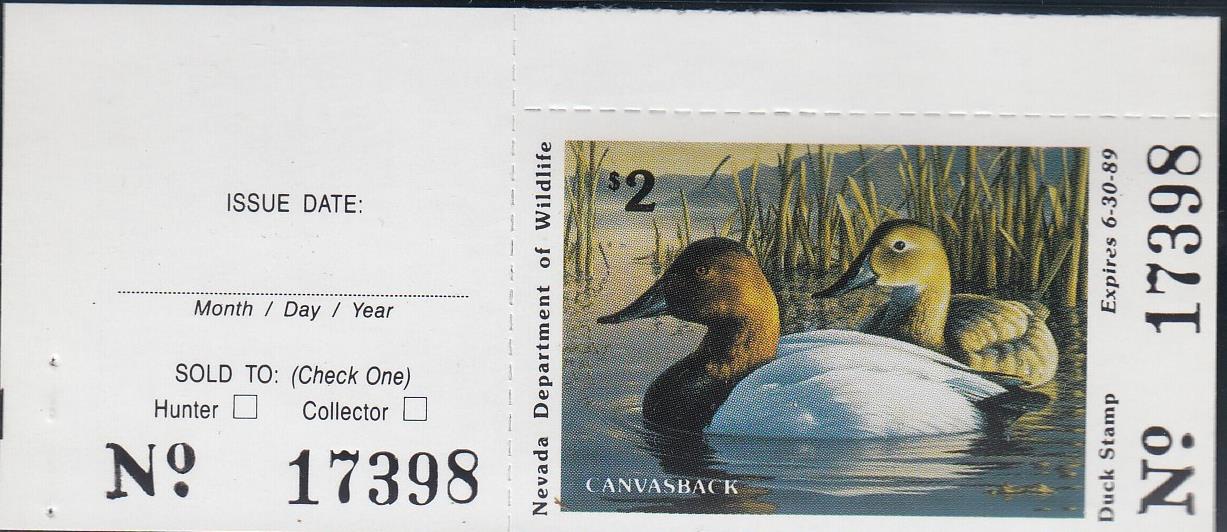 ISSUE DATE:
Month / Day / Year
SOLD TO: (Check One)
Hunter Collector
Nº 17398
Nevada Department of Wildlife
$2
CANVASBACK
Duck Stamp Expires 6-30-89
Nº 17398